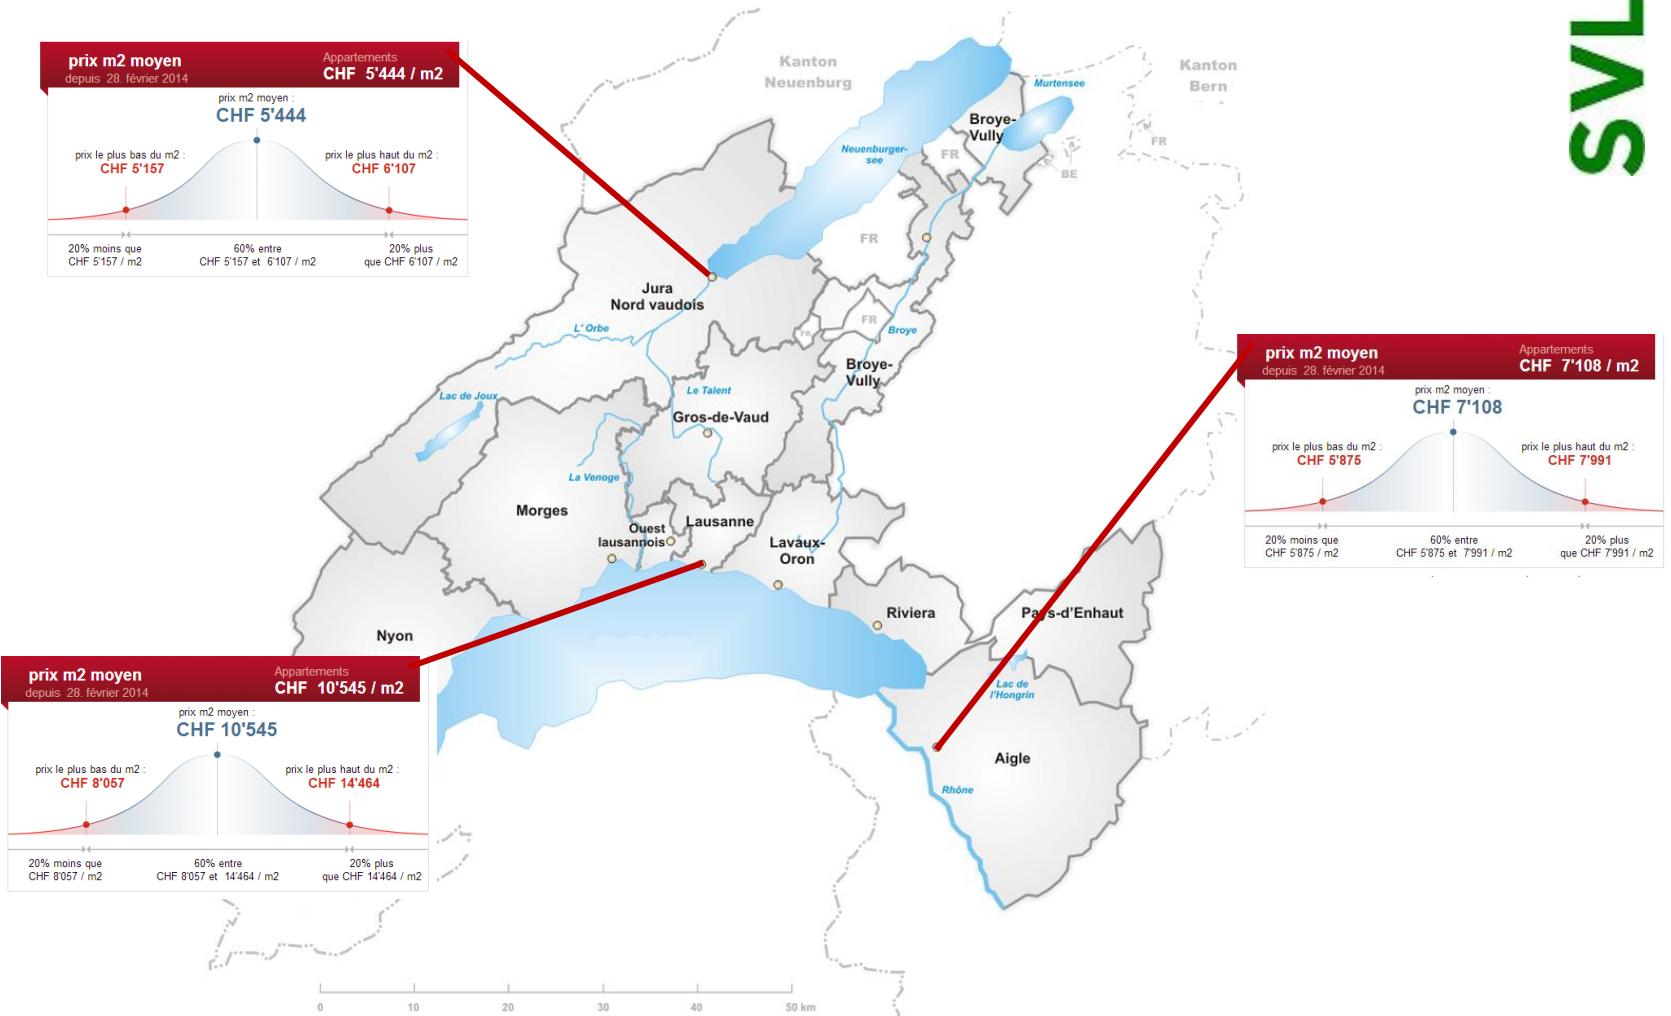 SVL
prix m2 moyen
depuis 28. février 2014
Appartements
CHF 5'444 / m2
prix m2 moyen :
CHF 5'444
prix le plus bas du m2 :
CHF 5'157
prix le plus haut du m2 :
CHF 6'107
20% moins que
CHF 5'157 / m2
60% entre
CHF 5'157 et 6'107 / m2
20% plus
que CHF 6'107 / m2
Kanton
Neuenburg
Kanton
Bern
Murtensee
Broye-
Vully
Neuenburger-
see
FR
BE
FR
FR
Jura
Nord vaudois
L' Orbe
FR
FR
Broye
Broye-
Vully
Lac de Joux
Le Talent
Gros-de-Vaud
La Venoge
Morges
Ouest
lausannois
Lausanne
Lavaux-
Oron
Riviera
Pays-d'Enhaut
Nyon
Lac de
l'Hongrin
Aigle
Rhône
prix m2 moyen
depuis 28. février 2014
Appartements
CHF 7'108 / m2
prix m2 moyen :
CHF 7'108
prix le plus bas du m2 :
CHF 5'875
prix le plus haut du m2 :
CHF 7'991
20% moins que
CHF 5'875 / m2
60% entre
CHF 5'875 et 7'991 / m2
20% plus
que CHF 7'991 / m2
prix m2 moyen
depuis 28. février 2014
Appartements
CHF 10'545 / m2
prix m2 moyen :
CHF 10'545
prix le plus bas du m2 :
CHF 8'057
prix le plus haut du m2 :
CHF 14'464
20% moins que
CHF 8'057 / m2
60% entre
CHF 8'057 et 14'464 / m2
20% plus
que CHF 14'464 / m2
0 10 20 30 40 50 km